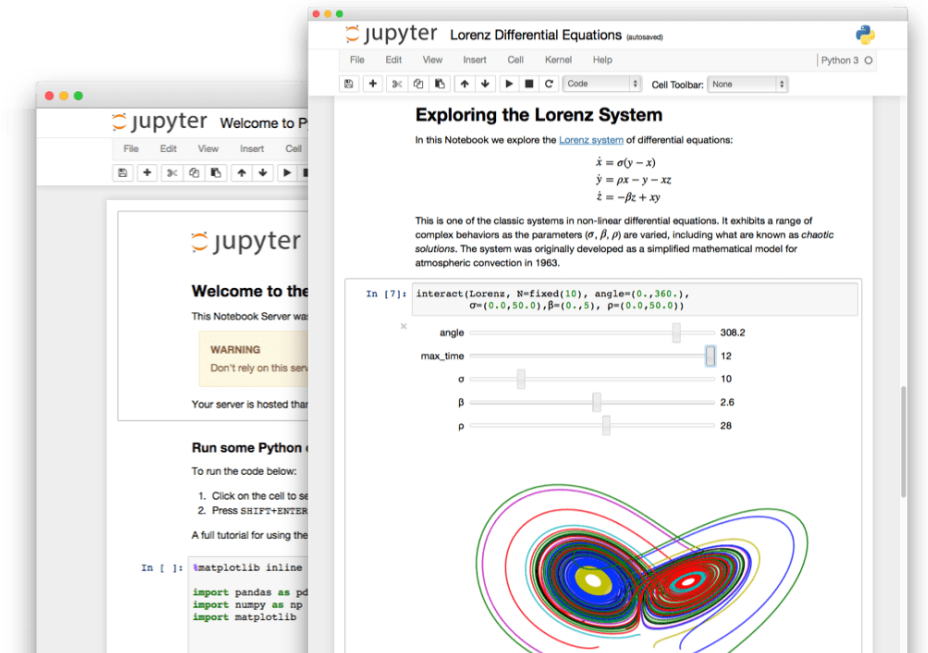 jupyter Lorenz Differential Equations (autosaved)
File Edit View Insert Cell Kernel Help Python 3
Code Cell Toolbar: None
Exploring the Lorenz System
In this Notebook we explore the Lorenz system of differential equations:
ẋ = σ(y − x)
ẏ = ρx − y − xz
ż = −βz + xy
This is one of the classic systems in non-linear differential equations. It exhibits a range of
complex behaviors as the parameters (σ, β, ρ) are varied, including what are known as chaotic
solutions. The system was originally developed as a simplified mathematical model for
atmospheric convection in 1963.
In [7]: interact(Lorenz, N=fixed(10), angle=(0.,360.),
σ=(0.0,50.0),β=(0.,5), ρ=(0.0,50.0))
angle 308.2
max_time 12
σ 10
β 2.6
ρ 28
jupyter Welcome to P
File Edit View Insert Cell
jupyter
Welcome to the
This Notebook Server was
WARNING
Don't rely on this serv
Your server is hosted than
Run some Python
To run the code below:
1. Click on the cell to se
2. Press SHIFT+ENTER
A full tutorial for using the
In [ ]: %matplotlib inline
import pandas as pd
import numpy as np
import matplotlib